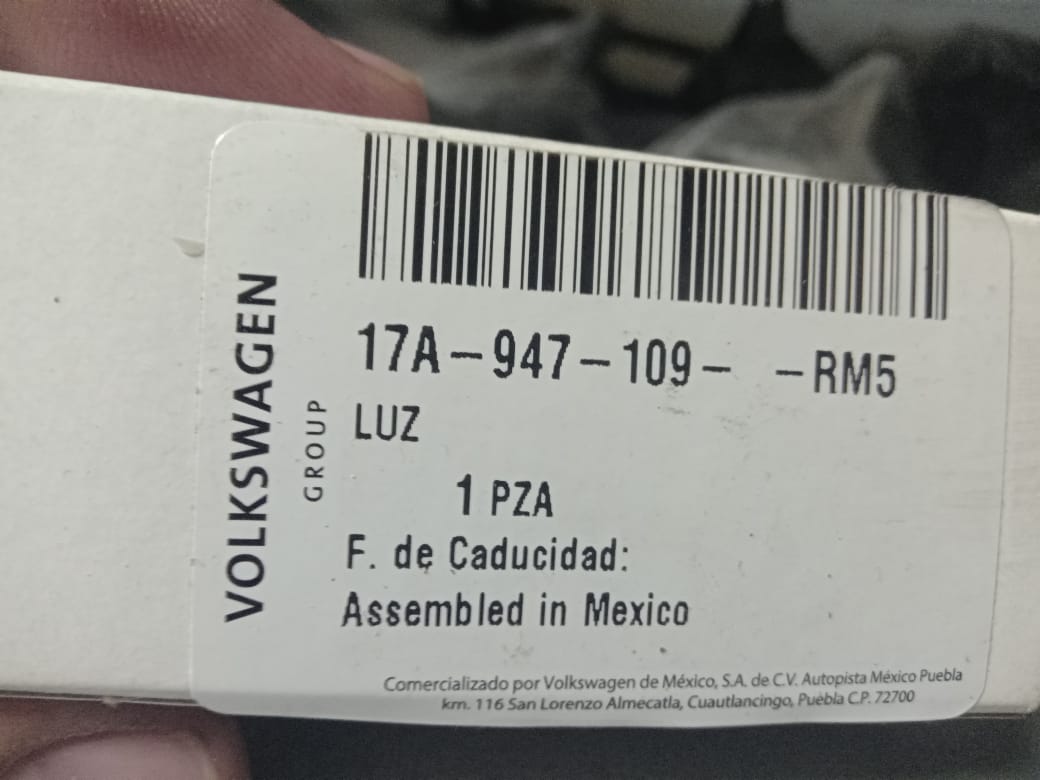 VOLKSWAGEN
GROUP
17A-947-109- -RM5
LUZ
1 PZA
F. de Caducidad:
Assembled in Mexico
Comercializado por Volkswagen de México, S.A. de C.V. Autopista México Puebla
km. 116 San Lorenzo Almecatla, Cuautlancingo, Puebla C.P. 72700